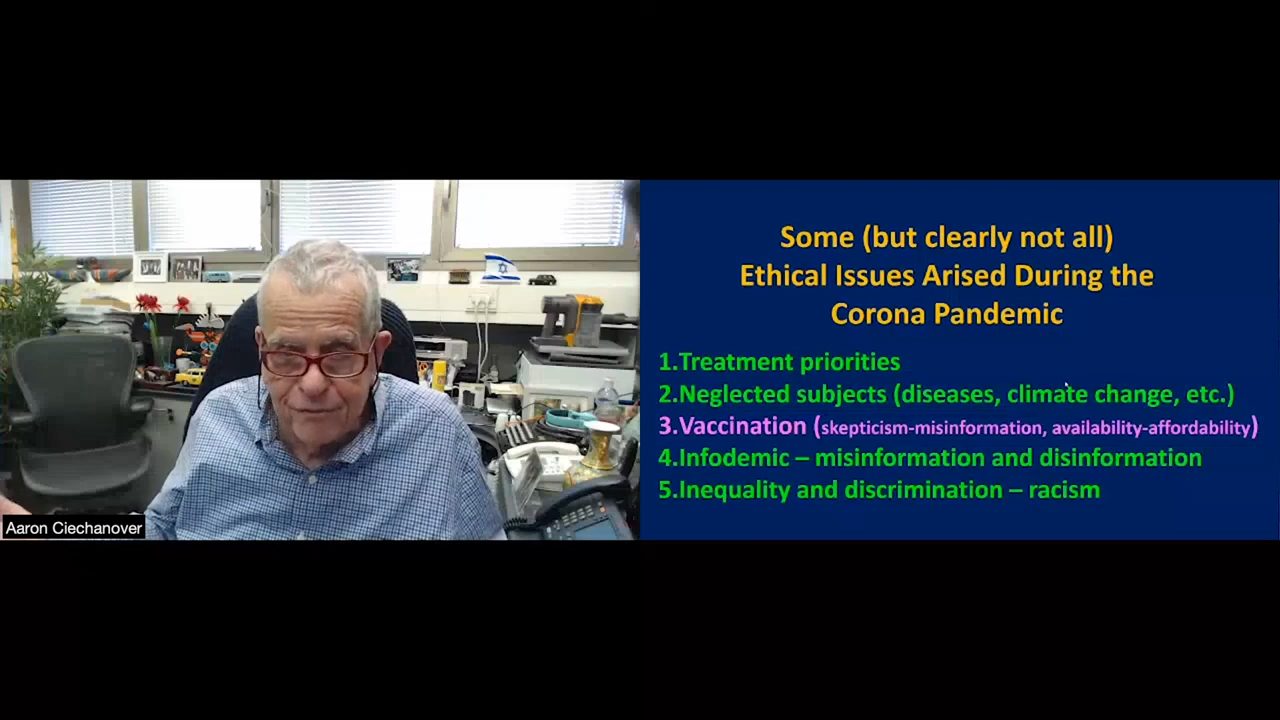 Aaron Ciechanover
Some (but clearly not all)
Ethical Issues Arised During the
Corona Pandemic
1.Treatment priorities
2.Neglected subjects (diseases, climate change, etc.)
3.Vaccination (skepticism-misinformation, availability-affordability)
4.Infodemic – misinformation and disinformation
5.Inequality and discrimination – racism